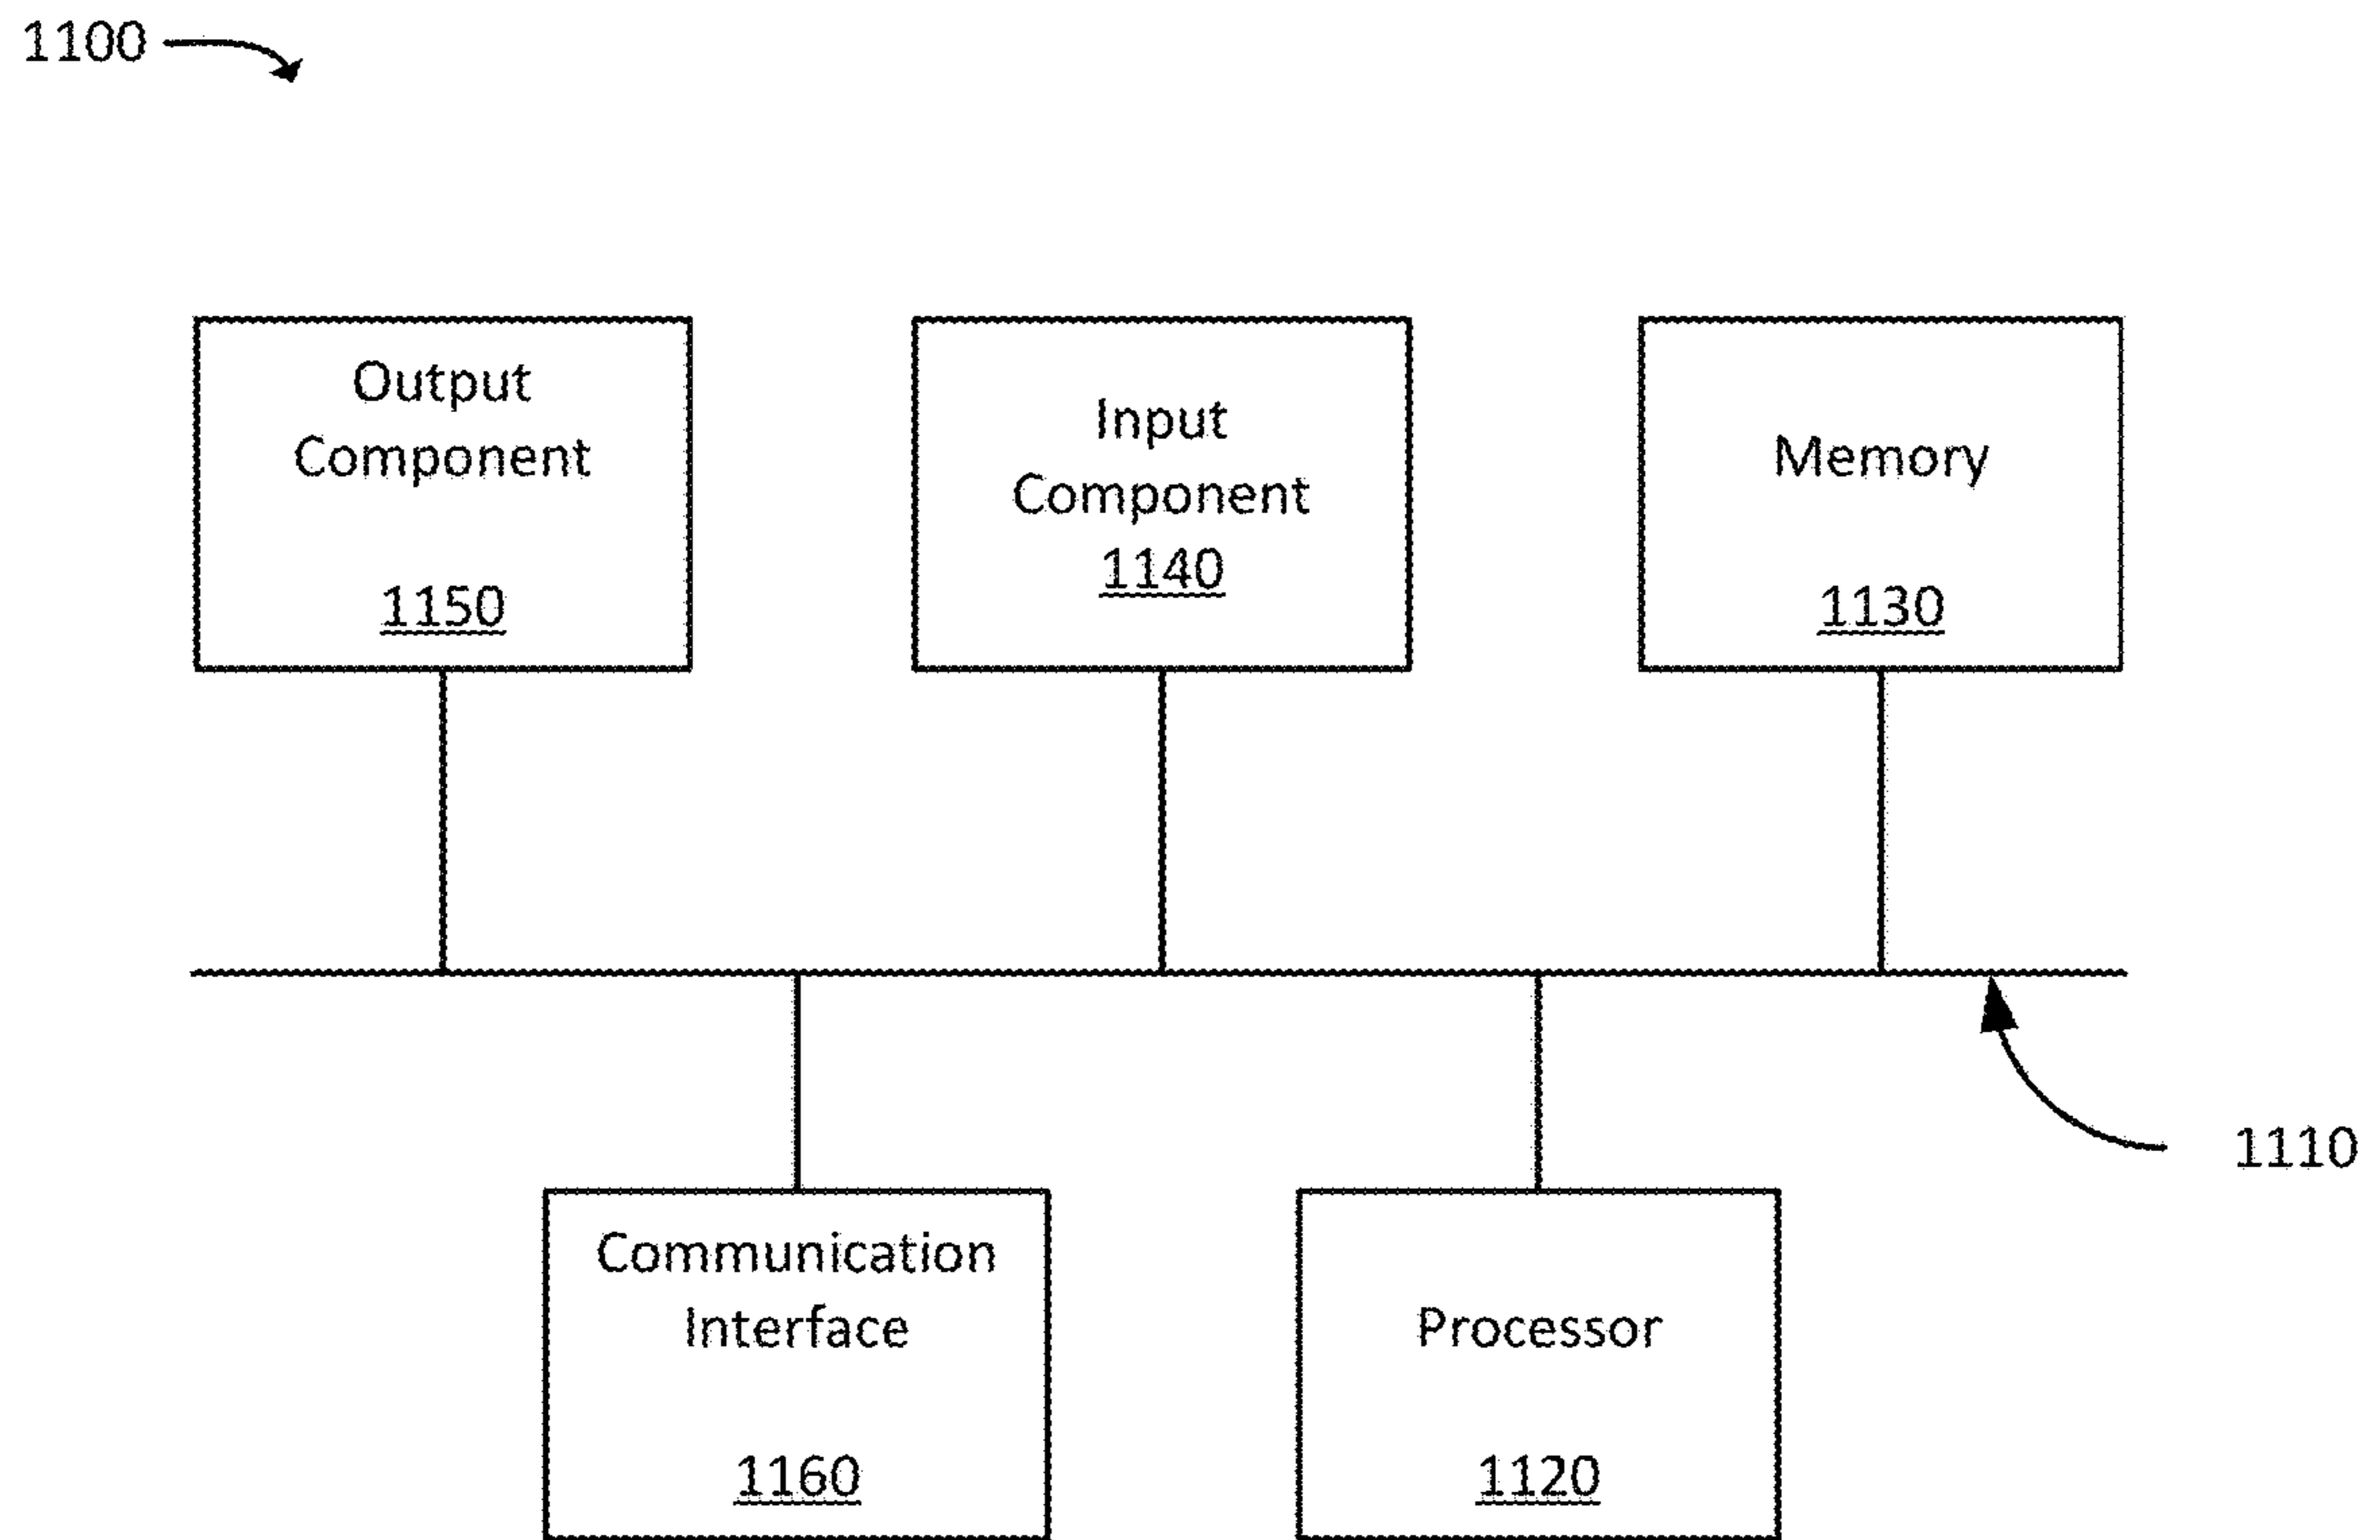 1100
Output
Component
1150
Input
Component
1140
Memory
1130
1110
Communication
Interface
1160
Processor
1120